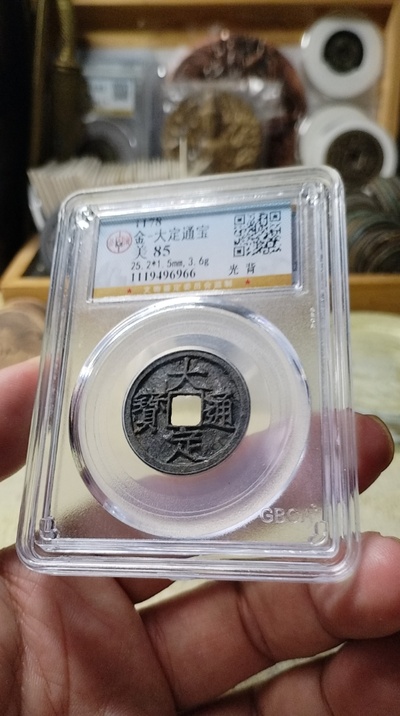 1178
金-大定通宝
美 85
25.2*1.5mm,3.6g
1119496966
光 背
大
定
通
寶
GBCA